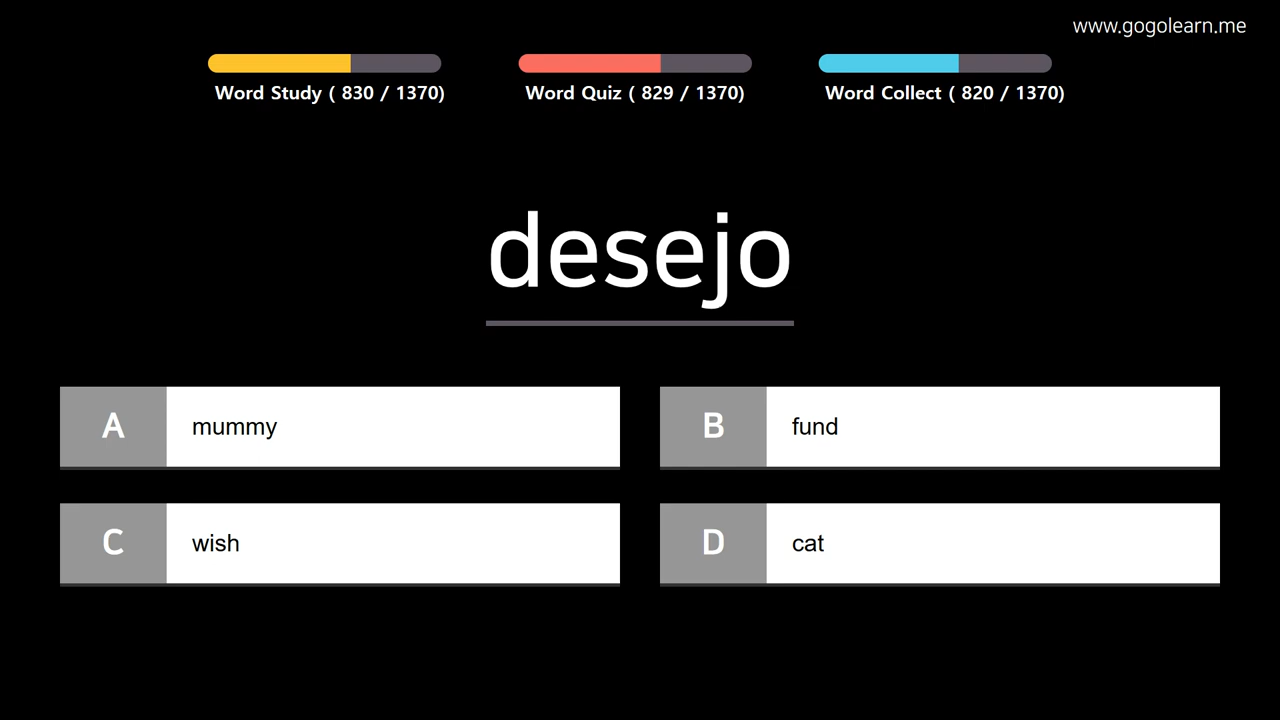 www.gogolearn.me
Word Study ( 830 / 1370)
Word Quiz ( 829 / 1370)
Word Collect ( 820 / 1370)
desejo
A mummy
B fund
C wish
D cat